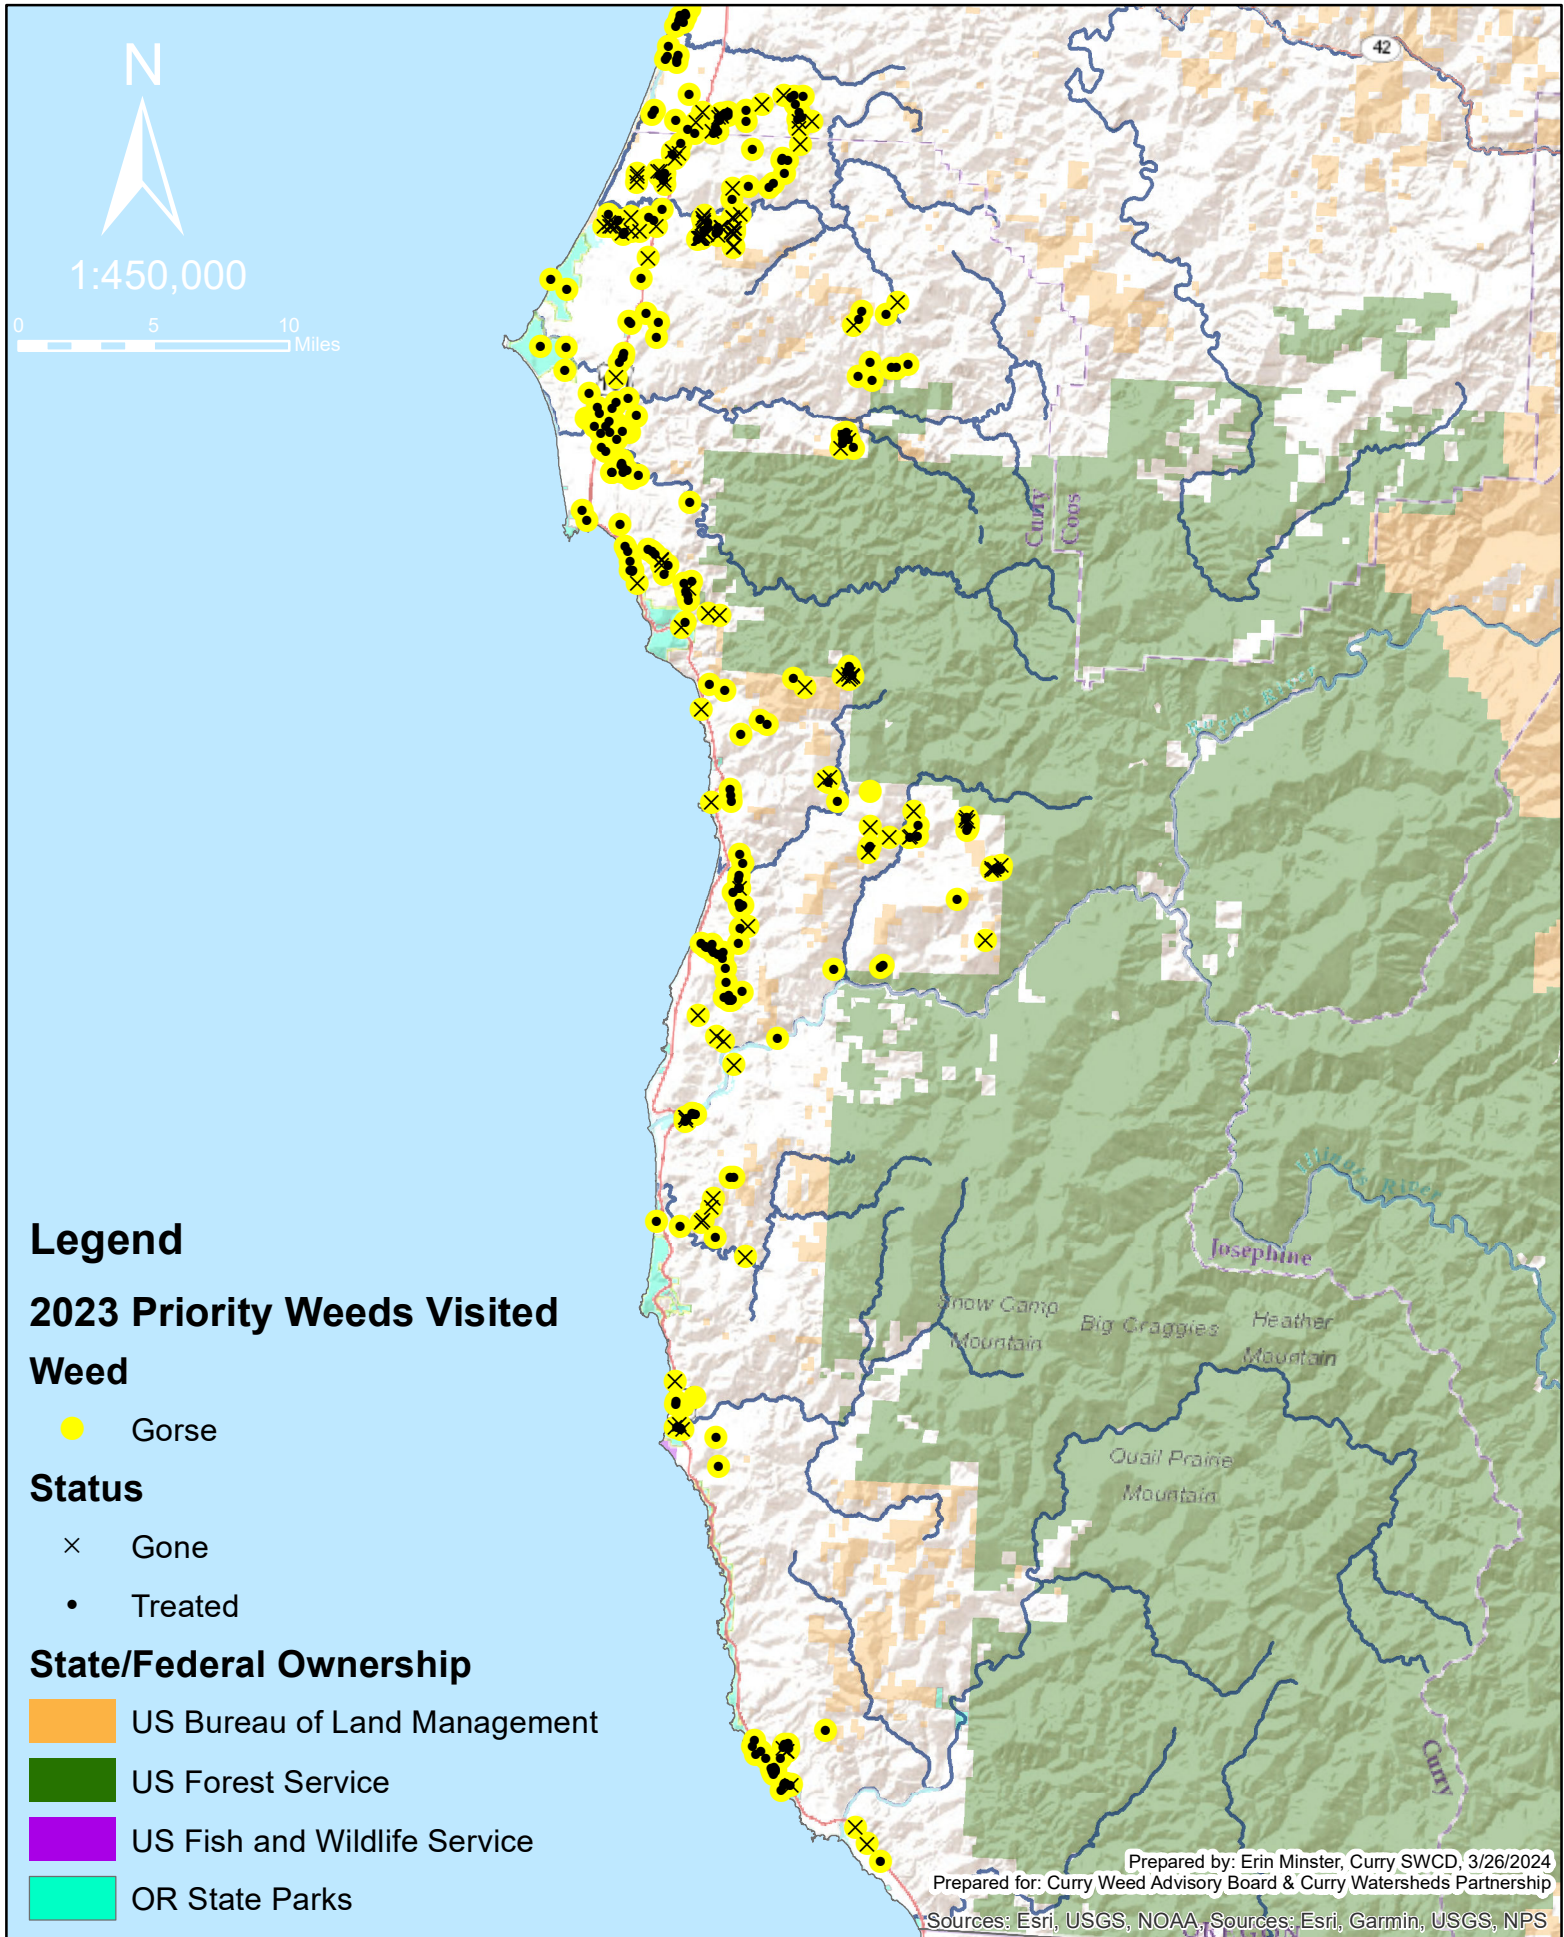 42
N
1:450,000
0 5 10
Miles
Curry
Coos
Rogue River
Illinois River
Josephine
Snow Camp
Mountain
Big Craggies
Heather
Mountain
Quail Prairie
Mountain
Curry
Legend
2023 Priority Weeds Visited
Weed
Gorse
Status
Gone
Treated
State/Federal Ownership
US Bureau of Land Management
US Forest Service
US Fish and Wildlife Service
OR State Parks
Prepared by: Erin Minster, Curry SWCD, 3/26/2024
Prepared for: Curry Weed Advisory Board & Curry Watersheds Partnership
Sources: Esri, USGS, NOAA, Sources: Esri, Garmin, USGS, NPS
OREGON